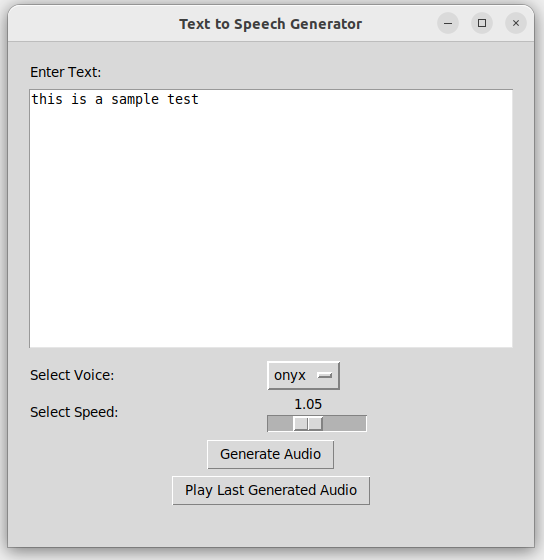 Text to Speech Generator
Enter Text:
this is a sample test
Select Voice:
onyx
Select Speed:
1.05
Generate Audio
Play Last Generated Audio